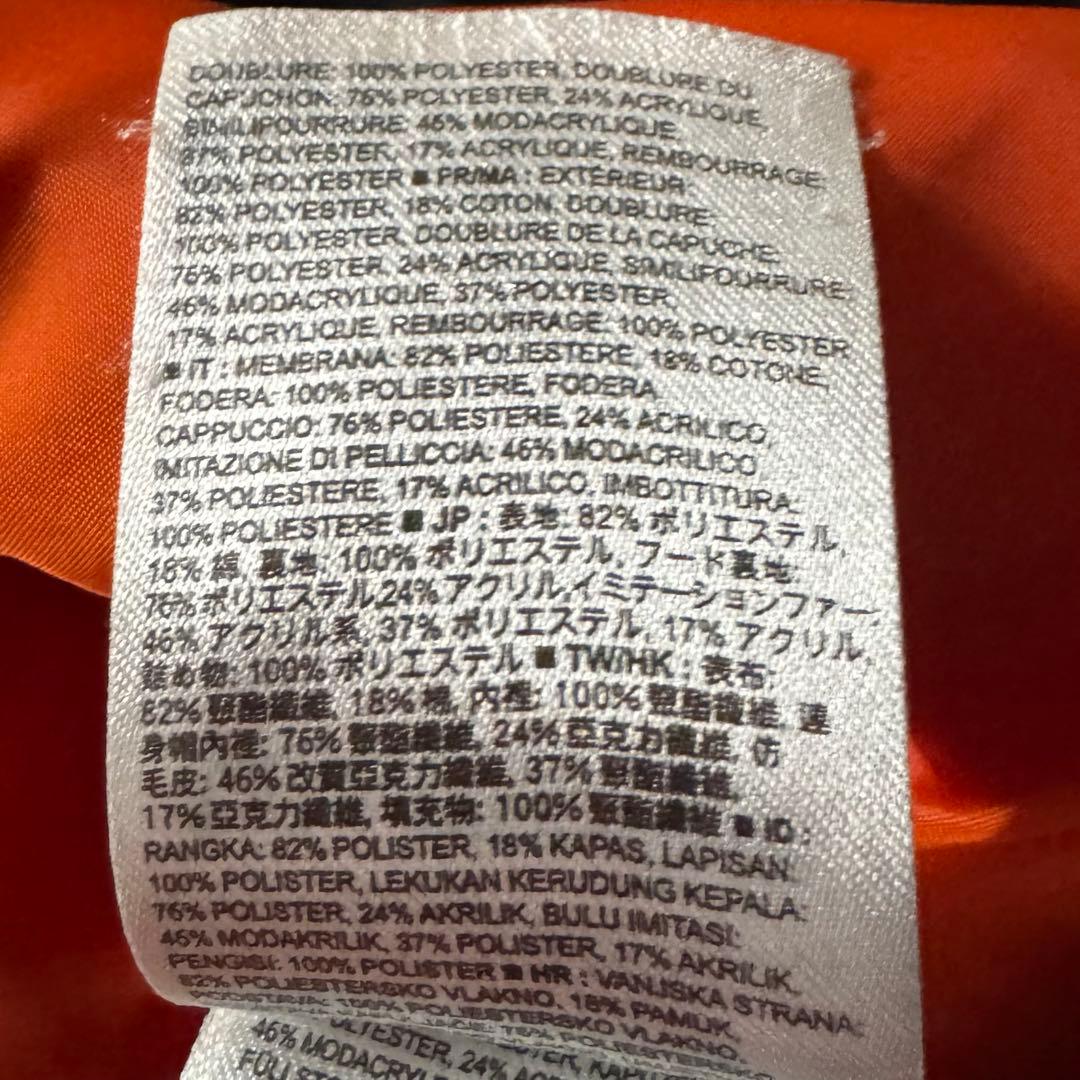 DOUBLURE: 100% POLYESTER, DOUBLURE DU
CAPUCHON: 76% POLYESTER, 24% ACRYLIQUE,
SIMILIFOURRURE: 46% MODACRYLIQUE,
37% POLYESTER, 17% ACRYLIQUE, REMBOURRAGE:
100% POLYESTER ■ PR/MA : EXTÉRIEUR:
82% POLYESTER, 18% COTON, DOUBLURE:
100% POLYESTER, DOUBLURE DE LA CAPUCHE:
76% POLYESTER, 24% ACRYLIQUE, SIMILIFOURRURE:
46% MODACRYLIQUE, 37% POLYESTER,
17% ACRYLIQUE, REMBOURRAGE: 100% POLYESTER
■ IT : MEMBRANA: 82% POLIESTERE, 18% COTONE,
FODERA: 100% POLIESTERE, FODERA
CAPPUCCIO: 76% POLIESTERE, 24% ACRILICO,
IMITAZIONE DI PELLICCIA: 46% MODACRILICO
37% POLIESTERE, 17% ACRILICO, IMBOTTITURA:
100% POLIESTERE ■ JP : 表地: 82% ポリエステル,
18% 綿, 裏地: 100% ポリエステル, フード裏地:
76% ポリエステル,24% アクリル,イミテーションファー,
46% アクリル系, 37% ポリエステル, 17% アクリル,
詰め物: 100% ポリエステル ■ TW/HK : 表布:
82% 聚酯纖維, 18% 棉, 內裡: 100% 聚酯纖維, 連
身帽內裡: 76% 聚酯纖維, 24% 亞克力纖維, 仿
毛皮: 46% 改質亞克力纖維, 37% 聚酯纖維,
17% 亞克力纖維, 填充物: 100% 聚酯纖維 ■ ID :
RANGKA: 82% POLISTER, 18% KAPAS, LAPISAN:
100% POLISTER, LEKUKAN KERUDUNG KEPALA:
76% POLISTER, 24% AKRILIK, BULU IMITASI:
46% MODAKRILIK, 37% POLISTER, 17% AKRILIK,
PENGISI: 100% POLISTER ■ HR : VANJSKA STRANA:
82% POLIESTERSKO VLAKNO, 18% PAMUK,
PODSTAVA: 100% POLIESTERSKO VLAKNO,
46% MODACRYL